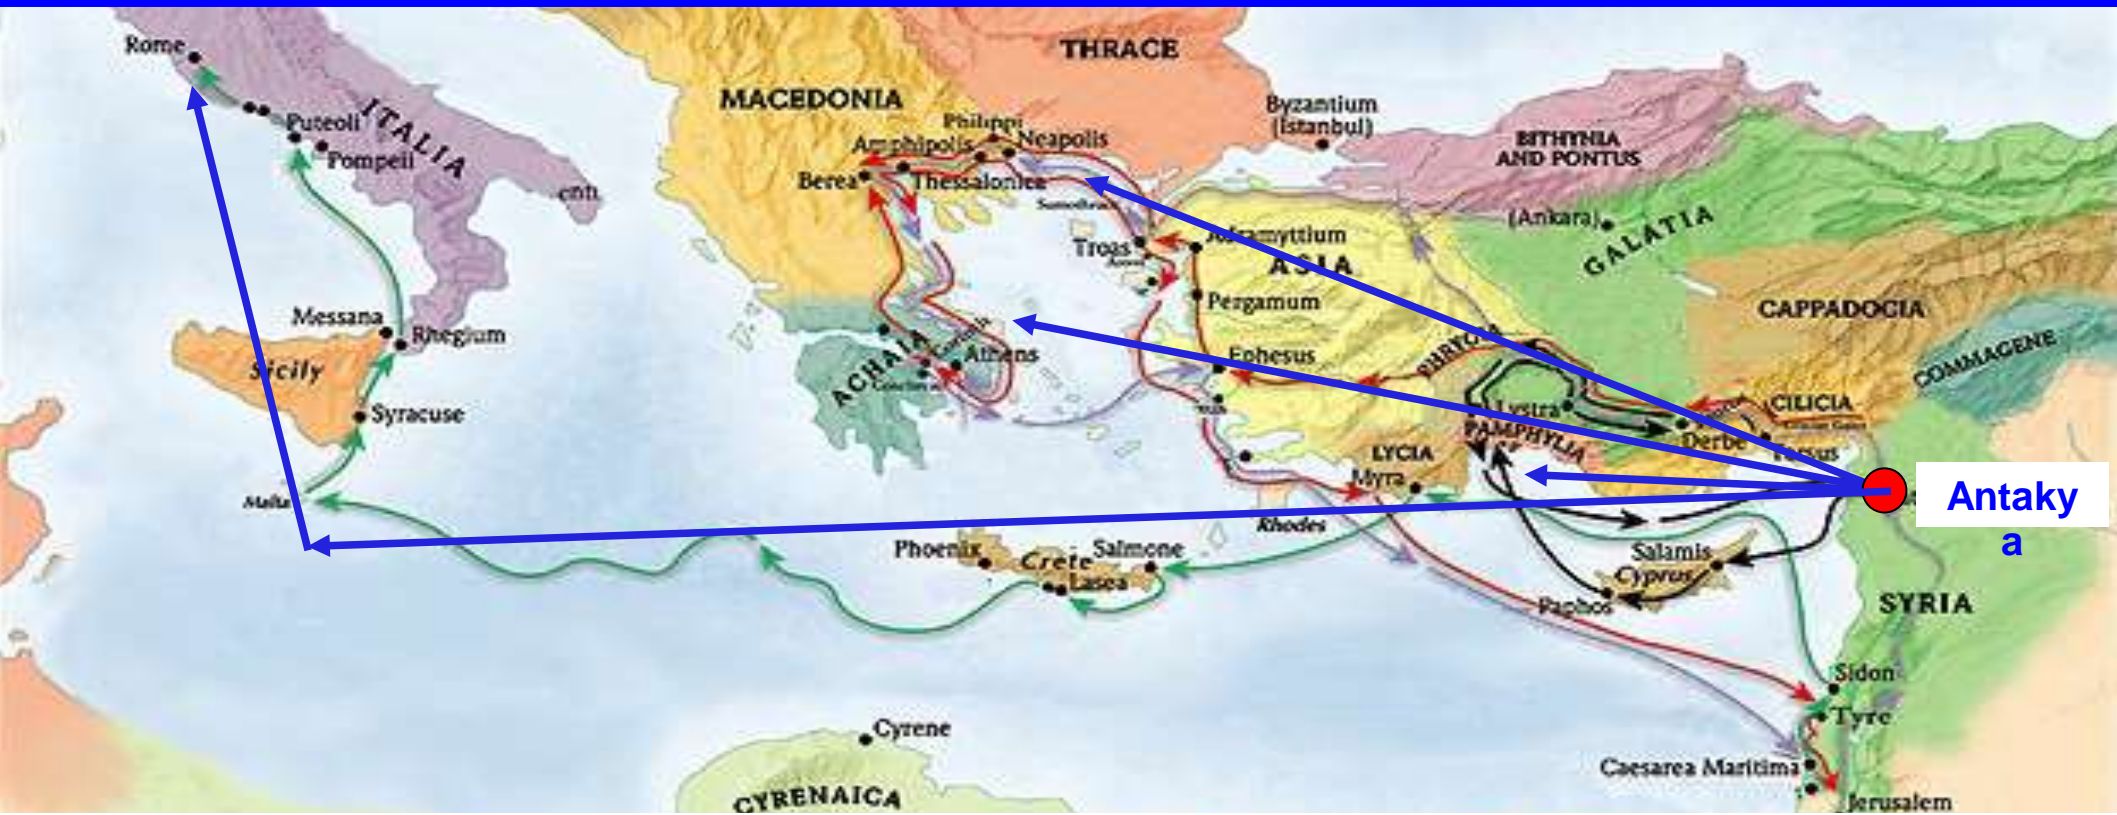 Rome
ITALIA
Puteoli
Pompeii
enti
Messana
Rhegium
Sicily
Syracuse
Malta
THRACE
MACEDONIA
Philippi
Neapolis
Amphipolis
Berea
Thessalonica
Byzantium
(Istanbul)
BITHYNIA
AND PONTUS
(Ankara)
GALATIA
Troas
ASIA
Pergamum
CAPPADOCIA
COMMAGENE
PHRYGIA
ACHAIA
Athens
Ephesus
Lystra
CILICIA
PAMPHYLIA
Derbe
Tarsus
LYCIA
Myra
Antaky
a
Rhodes
Phoenix
Crete
Salmone
Lasea
Salamis
Cyprus
Paphos
SYRIA
Sidon
Tyre
Cyrene
CYRENAICA
Caesarea Maritima
Jerusalem